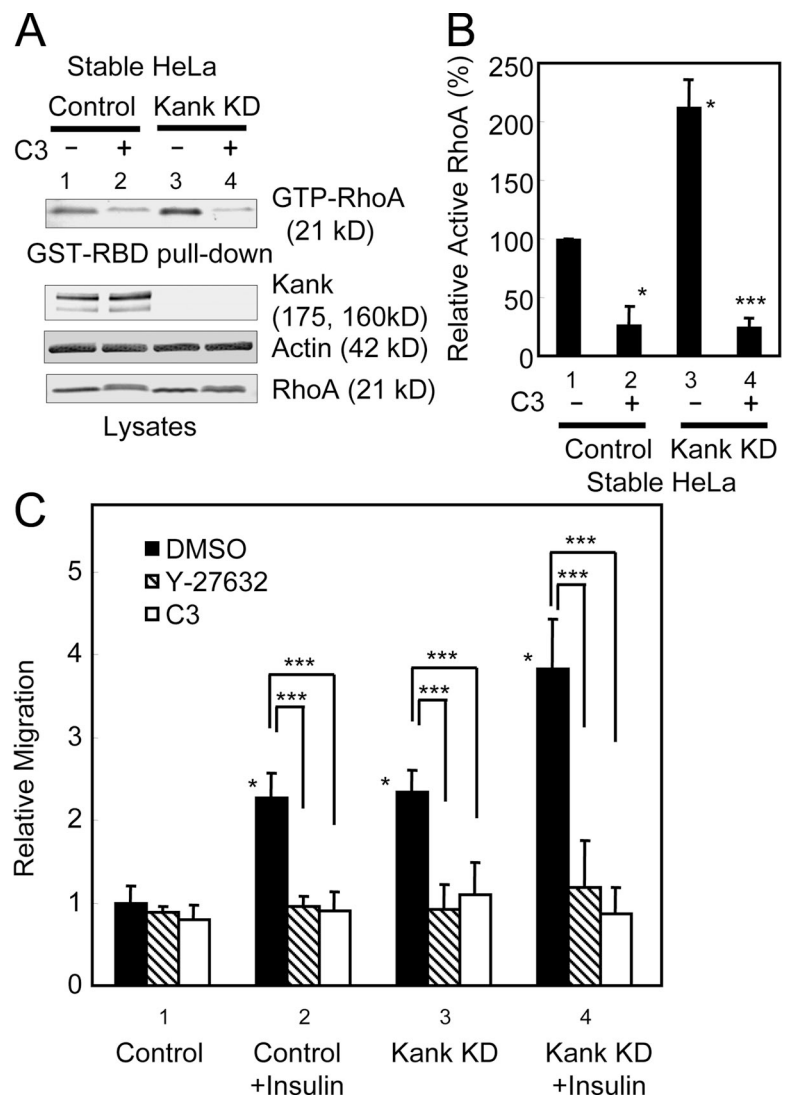 A
Stable HeLa
Control Kank KD
C3 − + − +
1 2 3 4
GTP-RhoA
(21 kD)
GST-RBD pull-down
Kank
(175, 160kD)
Actin (42 kD)
RhoA (21 kD)
Lysates
B
Relative Active RhoA (%)
250
200
150
100
50
0
*
*
***
1 2 3 4
C3 − + − +
Control Kank KD
Stable HeLa
C
DMSO
Y-27632
C3
Relative Migration
5
4
3
2
1
0
***
***
*
***
***
*
***
***
*
1 2 3 4
Control Control Kank KD Kank KD
+Insulin +Insulin